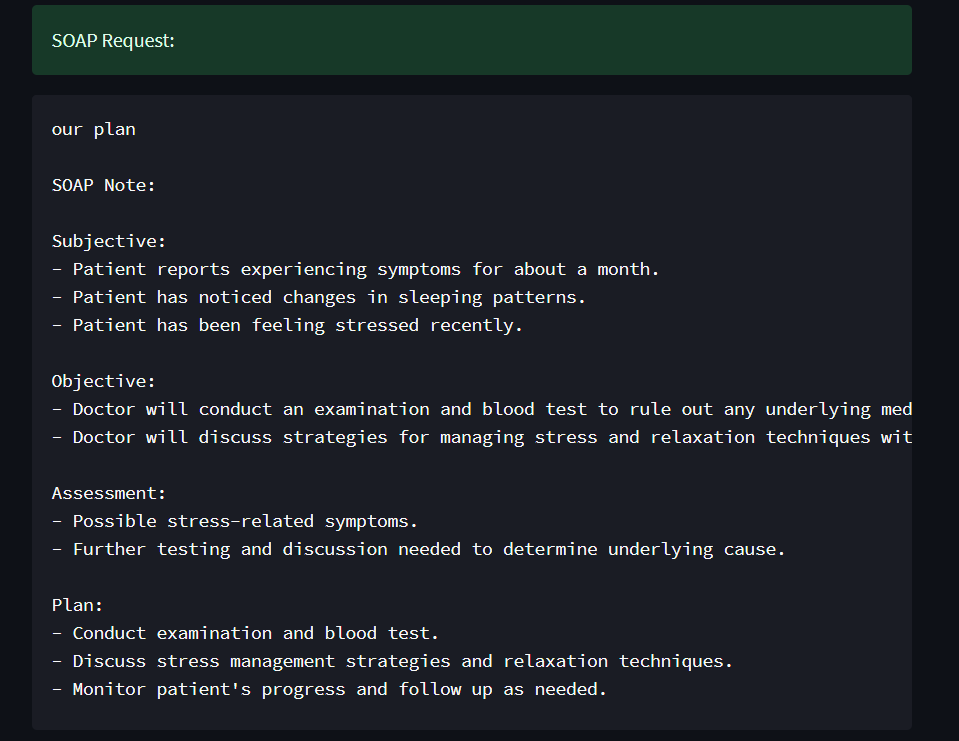 SOAP Request:
our plan
SOAP Note:
Subjective:
- Patient reports experiencing symptoms for about a month.
- Patient has noticed changes in sleeping patterns.
- Patient has been feeling stressed recently.
Objective:
- Doctor will conduct an examination and blood test to rule out any underlying med
- Doctor will discuss strategies for managing stress and relaxation techniques wit
Assessment:
- Possible stress-related symptoms.
- Further testing and discussion needed to determine underlying cause.
Plan:
- Conduct examination and blood test.
- Discuss stress management strategies and relaxation techniques.
- Monitor patient's progress and follow up as needed.